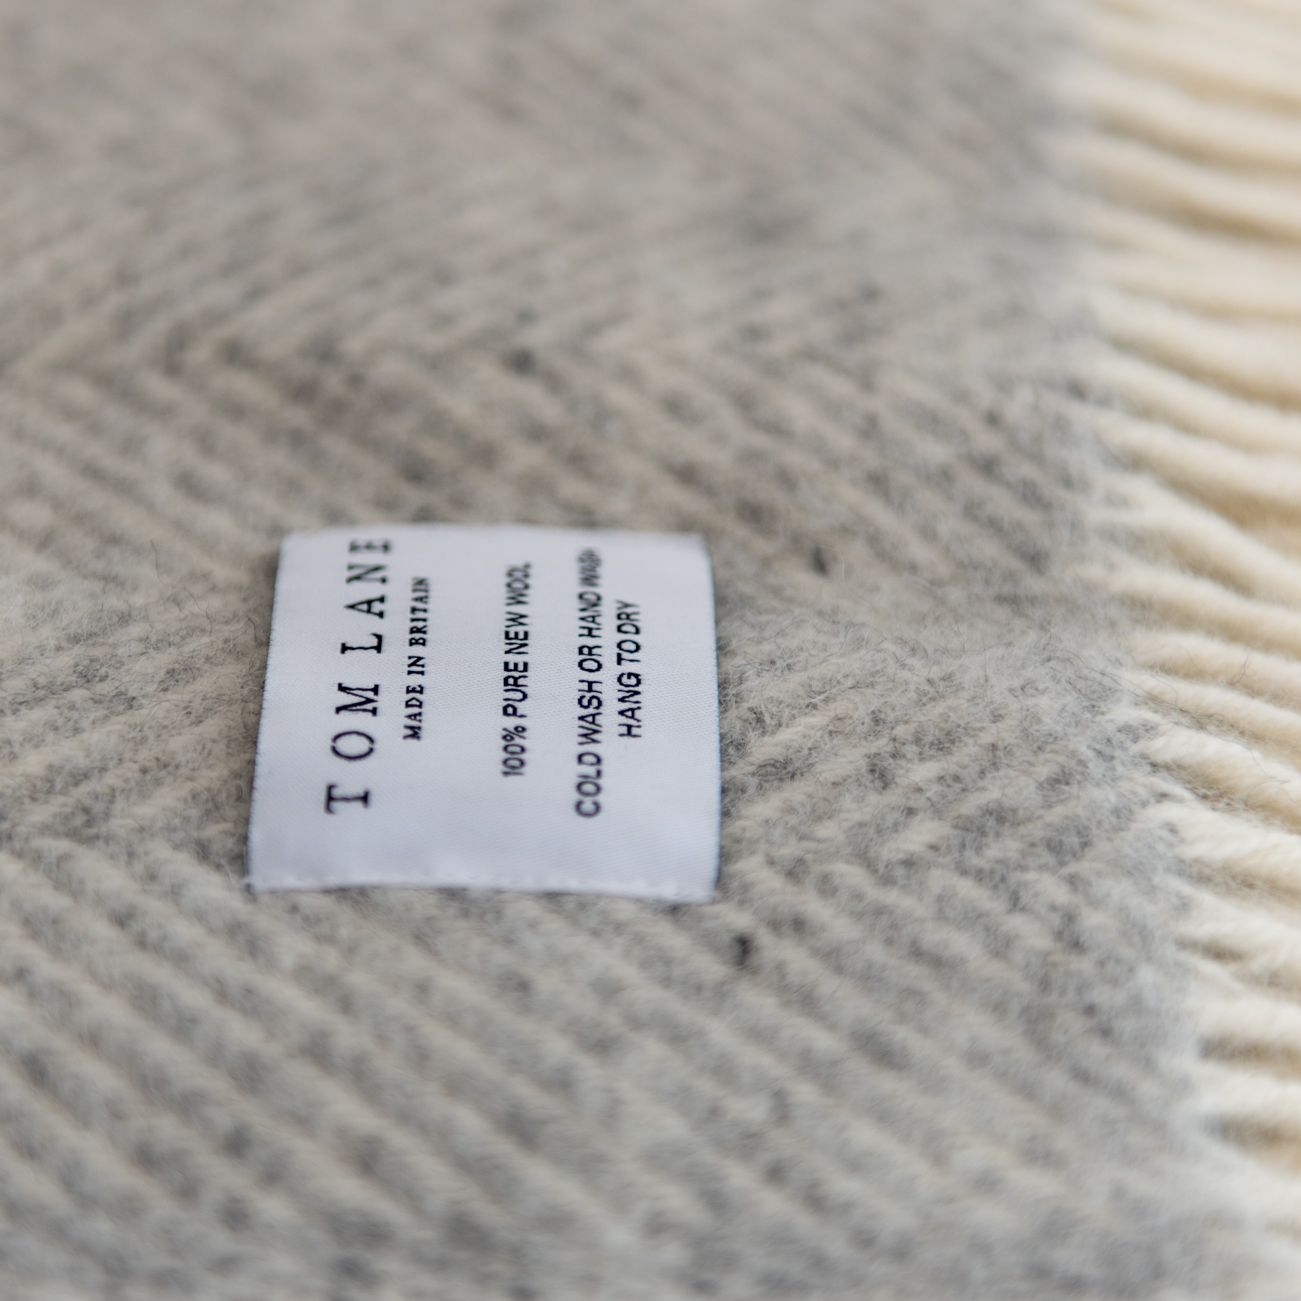 TOM LANE
MADE IN BRITAIN
100% PURE NEW WOOL
COLD WASH OR HAND WASH
HANG TO DRY